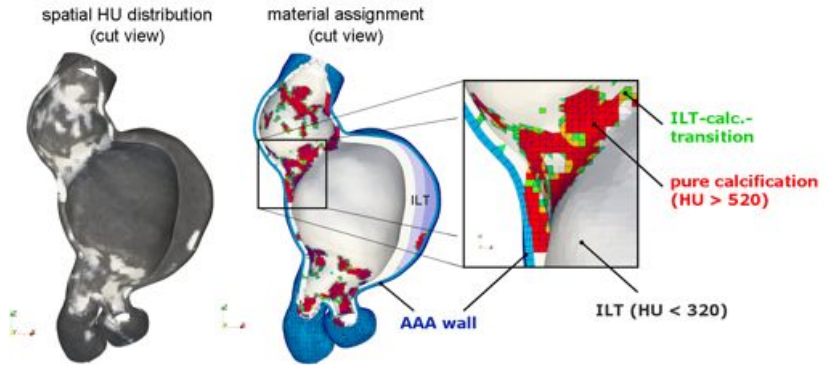 spatial HU distribution
(cut view)
material assignment
(cut view)
ILT-calc.-
transition
pure calcification
(HU > 520)
ILT
ILT (HU < 320)
AAA wall